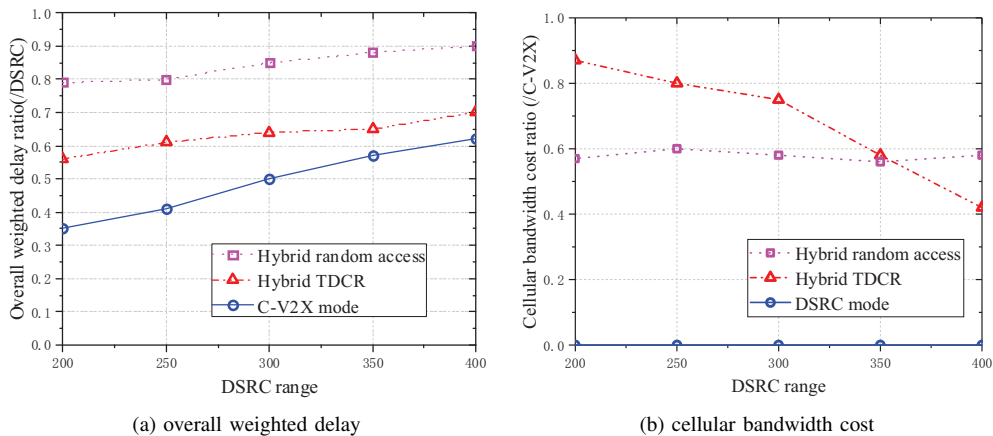 Overall weighted delay ratio(/DSRC)
1.0
0.9
0.8
0.7
0.6
0.5
0.4
0.3
0.2
0.1
0.0
200
250
300
350
400
DSRC range
Hybrid random access
Hybrid TDCR
C-V2X mode
(a) overall weighted delay
Cellular bandwidth cost ratio (/C-V2X)
1.0
0.8
0.6
0.4
0.2
0.0
200
250
300
350
400
DSRC range
Hybrid random access
Hybrid TDCR
DSRC mode
(b) cellular bandwidth cost